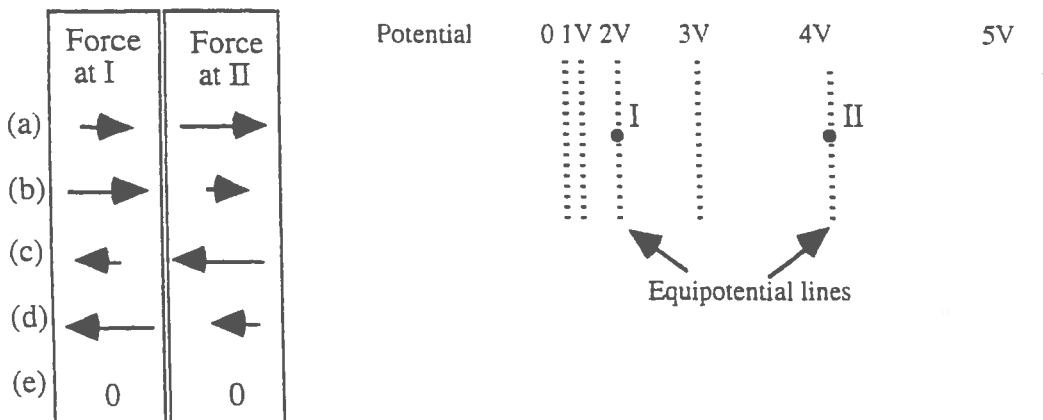 Force at I
Force at II
(a)
(b)
(c)
(d)
(e) 0 0
Potential 0 1V 2V 3V 4V 5V
I II
Equipotential lines